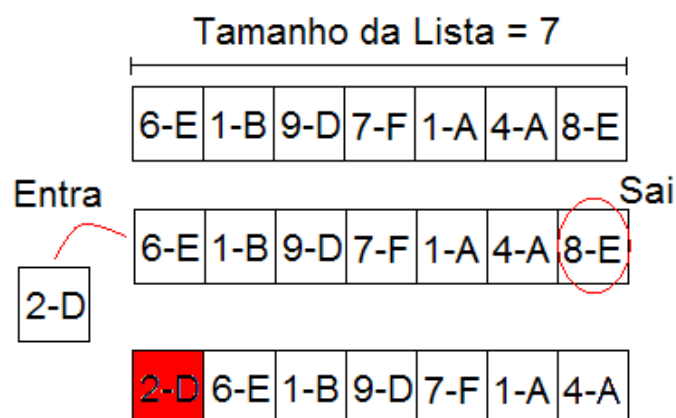 Tamanho da Lista = 7
6-E 1-B 9-D 7-F 1-A 4-A 8-E
Entra
Sai
6-E 1-B 9-D 7-F 1-A 4-A 8-E
2-D
2-D 6-E 1-B 9-D 7-F 1-A 4-A